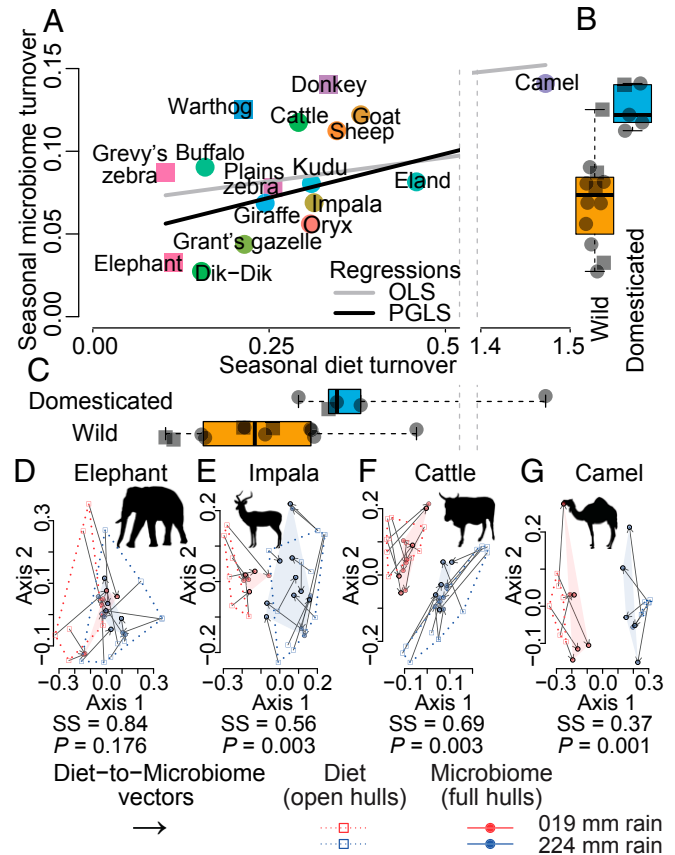 A
B
Seasonal microbiome turnover
0.15
0.10
0.05
0.00
Donkey
Camel
Warthog
Cattle
Goat
Sheep
Grevy's
zebra
Buffalo
Plains
zebra
Kudu
Eland
Giraffe
Impala
Oryx
Grant's gazelle
Elephant
Dik−Dik
Regressions
OLS
PGLS
0.00
0.25
0.5
1.4
1.5
Seasonal diet turnover
Wild
Domesticated
C
Domesticated
Wild
D
Elephant
E
Impala
F
Cattle
G
Camel
Axis 2
0.3
0.1
−0.1
Axis 2
0.2
0.0
−0.2
Axis 2
0.2
0.0
−0.2
Axis 2
0.1
−0.1
−0.3
0.0
0.3
−0.3
0.0
0.2
−0.1
0.1
−0.3
0.0
0.3
Axis 1
Axis 1
Axis 1
Axis 1
SS = 0.84
SS = 0.56
SS = 0.69
SS = 0.37
P = 0.176
P = 0.003
P = 0.003
P = 0.001
Diet−to−Microbiome
vectors
Diet
(open hulls)
Microbiome
(full hulls)
→
019 mm rain
224 mm rain